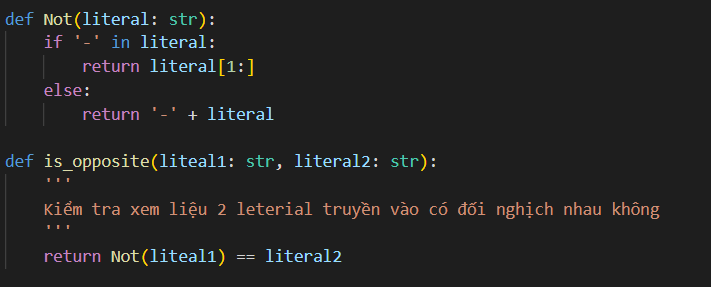 def Not(literal: str):
    if '-' in literal:
        return literal[1:]
    else:
        return '-' + literal
def is_opposite(liteal1: str, literal2: str):
    '''
    Kiểm tra xem liệu 2 leterial truyền vào có đối nghịch nhau không
    '''
    return Not(liteal1) == literal2